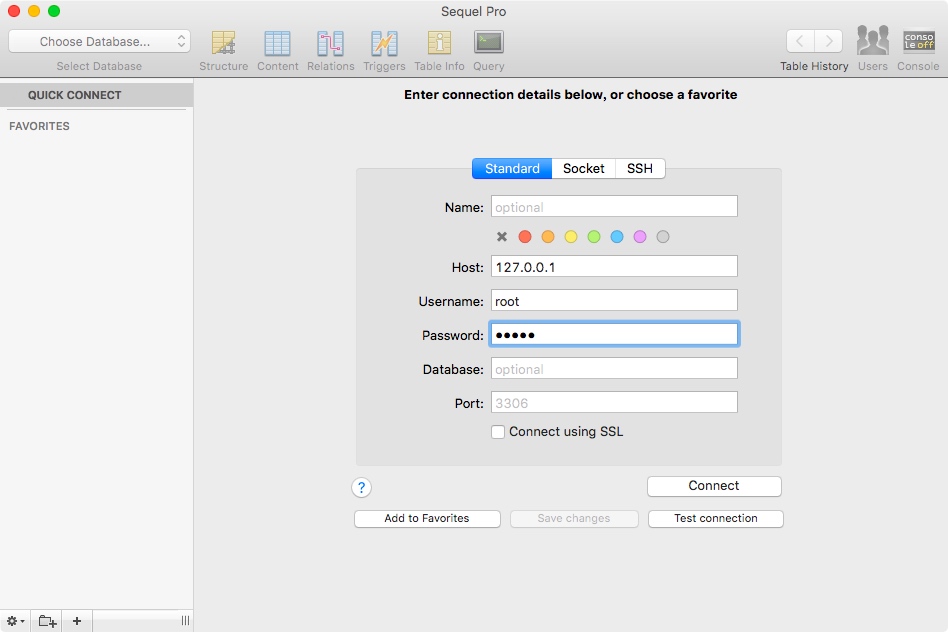 Sequel Pro
Choose Database...
Select Database
Structure
Content
Relations
Triggers
Table Info
Query
Table History
Users
conso
le off
Console
QUICK CONNECT
FAVORITES
Enter connection details below, or choose a favorite
Standard
Socket
SSH
Name: optional
Host: 127.0.0.1
Username: root
Password: •••••
Database: optional
Port: 3306
Connect using SSL
?
Connect
Add to Favorites
Save changes
Test connection